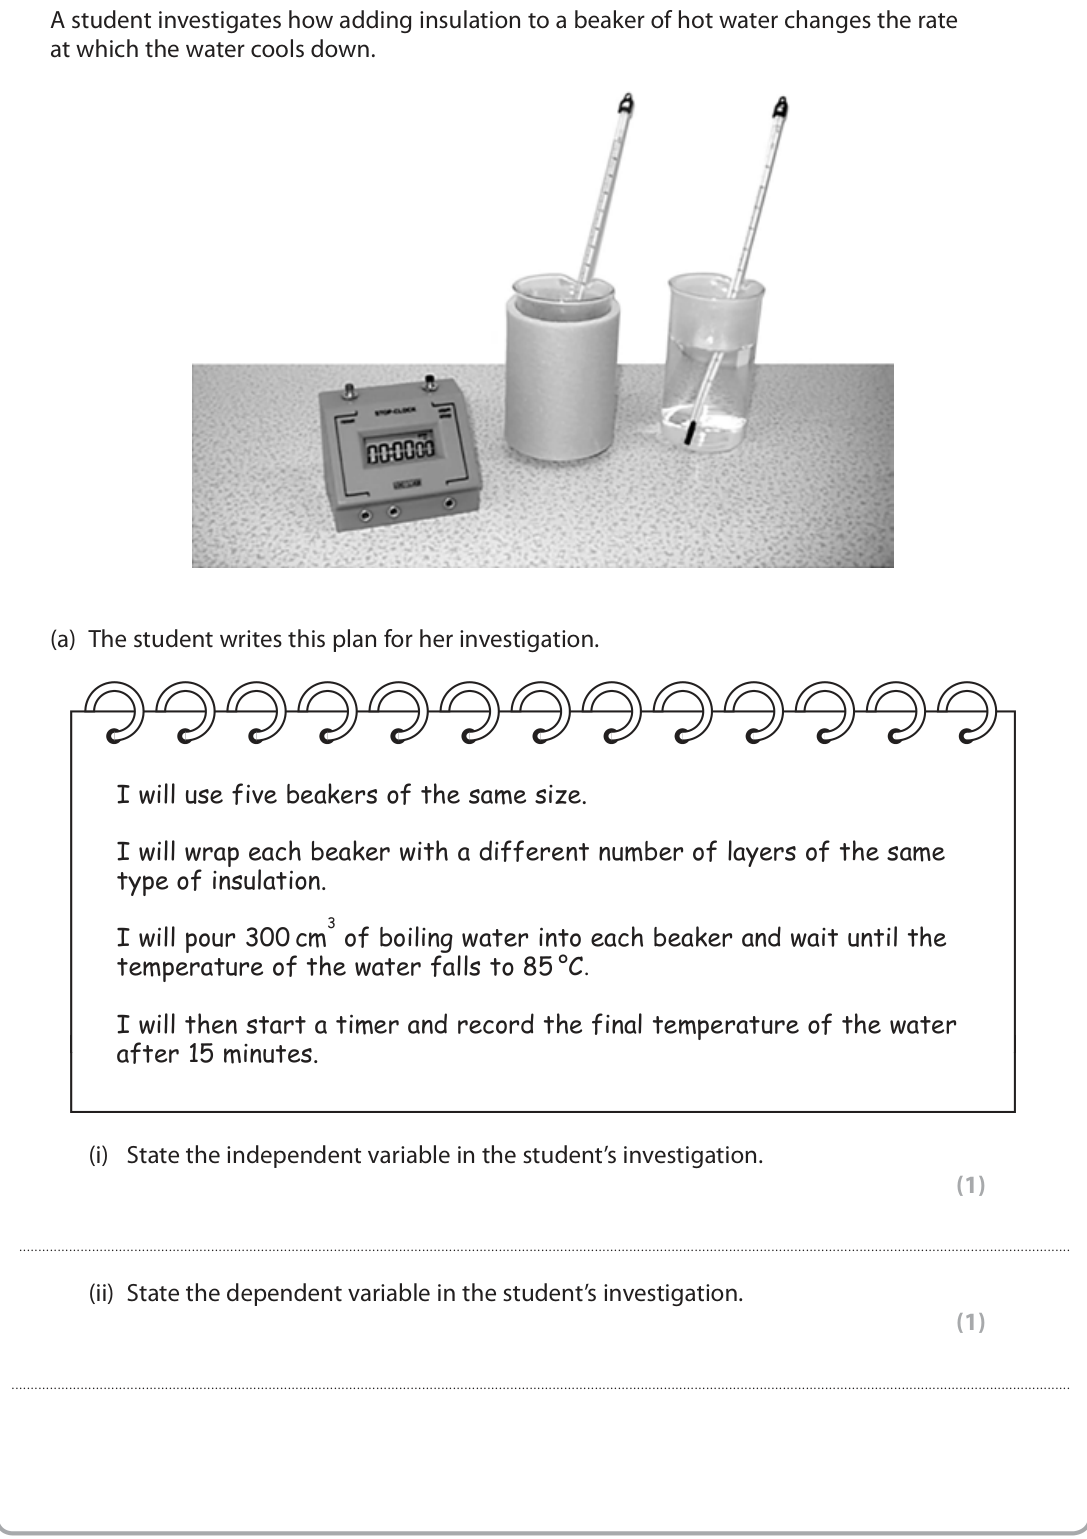 A student investigates how adding insulation to a beaker of hot water changes the rate
at which the water cools down.
STOP-CLOCK
(a) The student writes this plan for her investigation.
I will use five beakers of the same size.
I will wrap each beaker with a different number of layers of the same
type of insulation.
I will pour 300 cm³ of boiling water into each beaker and wait until the
temperature of the water falls to 85 °C.
I will then start a timer and record the final temperature of the water
after 15 minutes.
(i) State the independent variable in the student’s investigation.
(1)
(ii) State the dependent variable in the student’s investigation.
(1)